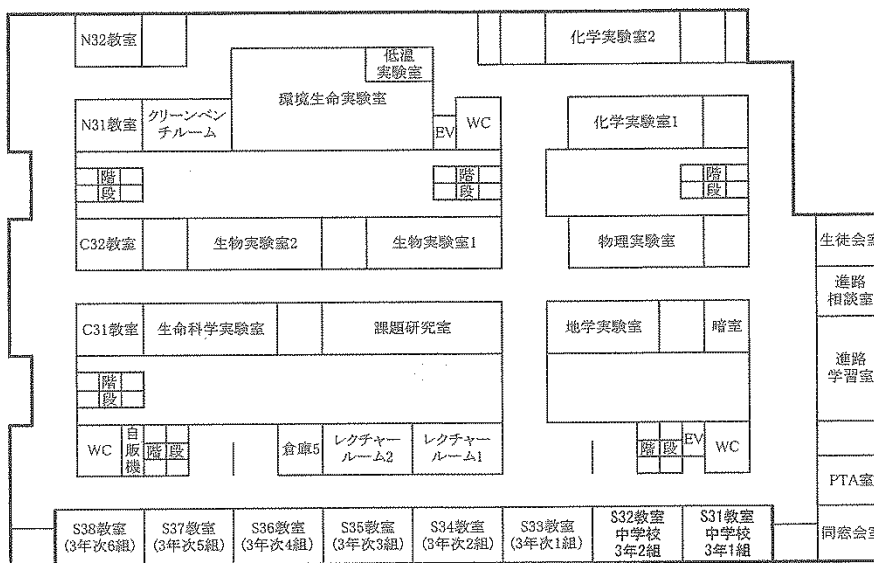 N32教室
化学実験室2
低温
実験室
環境生命実験室
N31教室
クリーンベン
チルーム
EV
WC
化学実験室1
階
段
階
段
階
段
C32教室
生物実験室2
生物実験室1
物理実験室
生徒会室
進路
相談室
C31教室
生命科学実験室
課題研究室
地学実験室
暗室
進路
学習室
階
段
WC
自
販
機
階段
倉庫5
レクチャー
ルーム2
レクチャー
ルーム1
階段
EV
WC
PTA室
S38教室
(3年次6組)
S37教室
(3年次5組)
S36教室
(3年次4組)
S35教室
(3年次3組)
S34教室
(3年次2組)
S33教室
(3年次1組)
S32教室
中学校
3年2組
S31教室
中学校
3年1組
同窓会室